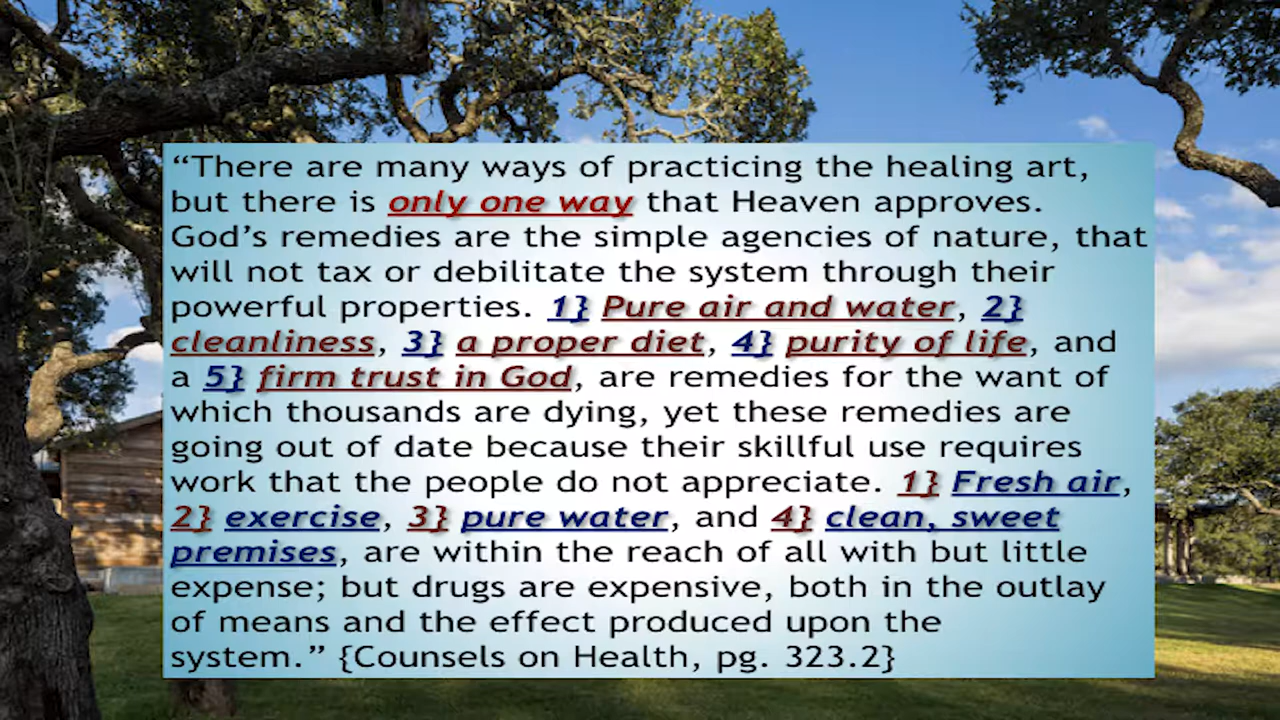 “There are many ways of practicing the healing art,
but there is only one way that Heaven approves.
God’s remedies are the simple agencies of nature, that
will not tax or debilitate the system through their
powerful properties. 1} Pure air and water, 2}
cleanliness, 3} a proper diet, 4} purity of life, and
a 5} firm trust in God, are remedies for the want of
which thousands are dying, yet these remedies are
going out of date because their skillful use requires
work that the people do not appreciate. 1} Fresh air,
2} exercise, 3} pure water, and 4} clean, sweet
premises, are within the reach of all with but little
expense; but drugs are expensive, both in the outlay
of means and the effect produced upon the
system.” {Counsels on Health, pg. 323.2}